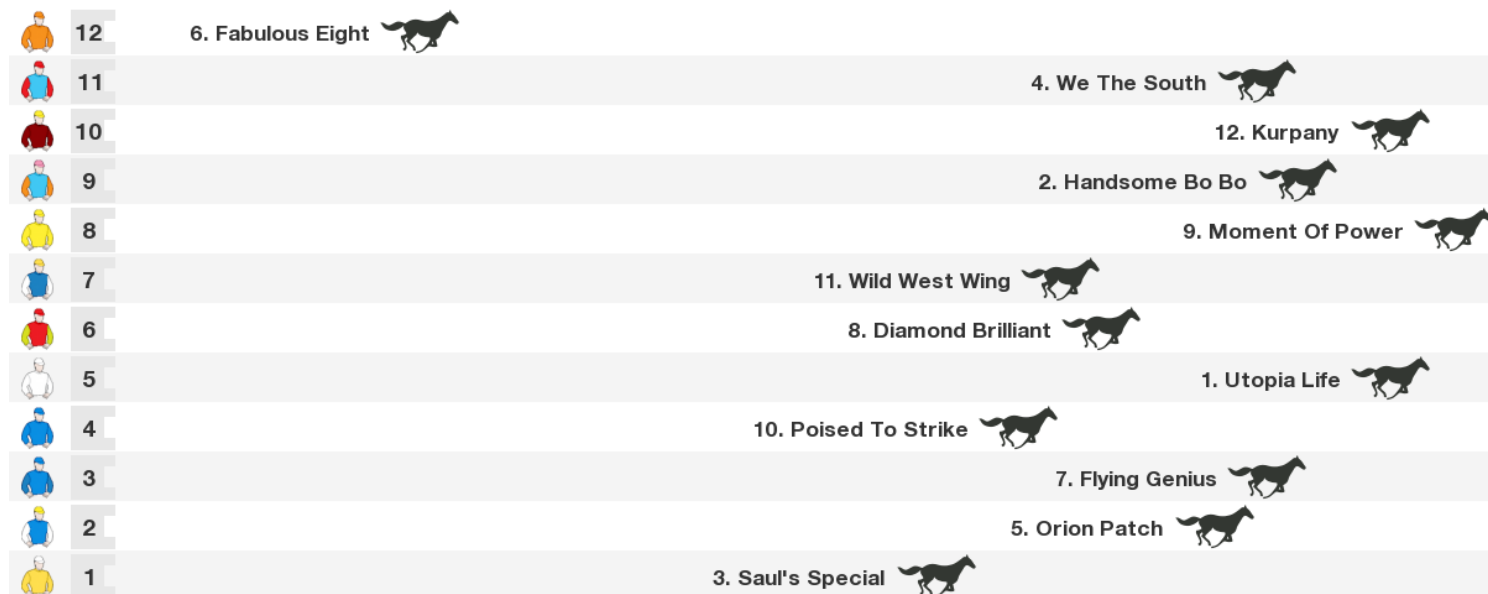 12 6. Fabulous Eight
11 4. We The South
10 12. Kurpany
9 2. Handsome Bo Bo
8 9. Moment Of Power
7 11. Wild West Wing
6 8. Diamond Brilliant
5 1. Utopia Life
4 10. Poised To Strike
3 7. Flying Genius
2 5. Orion Patch
1 3. Saul's Special